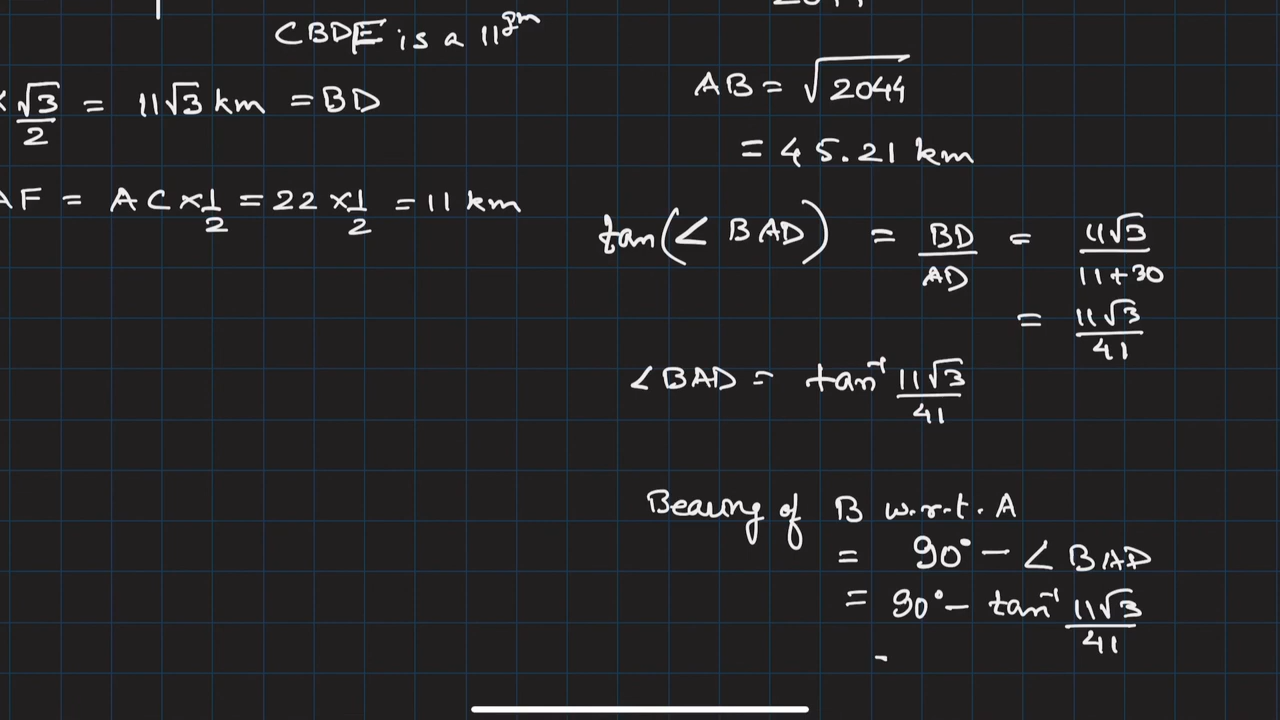 CBDE is a 11gm
× √3/2 = 11√3 km = BD
AF = AC × 1/2 = 22 × 1/2 = 11 km
AB = √2044
= 45.21 km
tan(∠ BAD) = BD/AD = 11√3/11+30
= 11√3/41
∠BAD = tan⁻¹ 11√3/41
Bearing of B w.r.t. A
= 90° − ∠ BAD
= 90° − tan⁻¹ 11√3/41